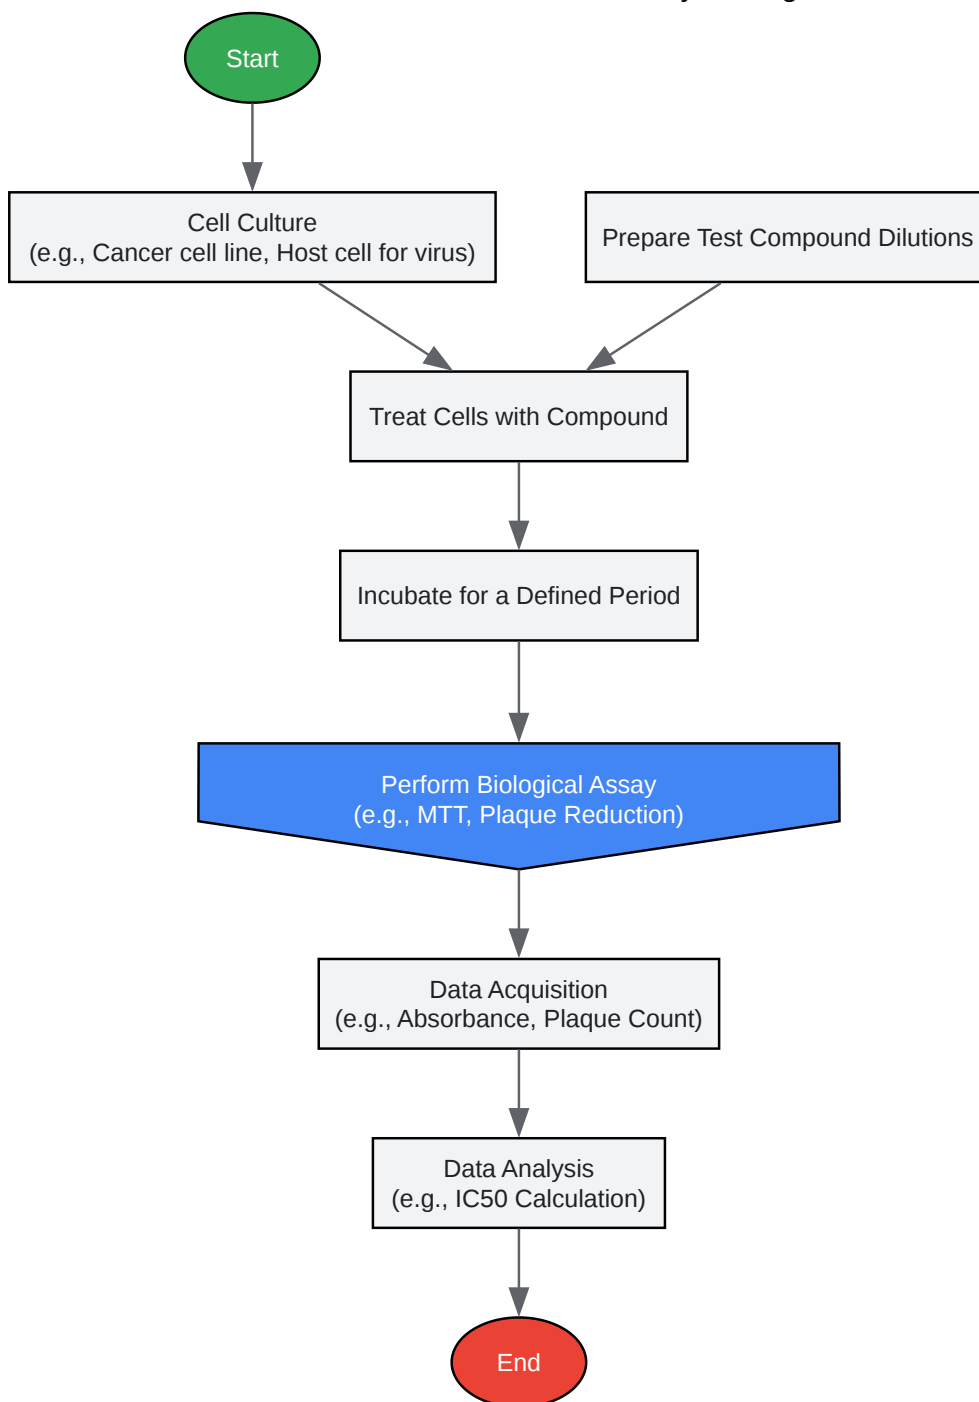 Start
Cell Culture
(e.g., Cancer cell line, Host cell for virus)
Prepare Test Compound Dilutions
Treat Cells with Compound
Incubate for a Defined Period
Perform Biological Assay
(e.g., MTT, Plaque Reduction)
Data Acquisition
(e.g., Absorbance, Plaque Count)
Data Analysis
(e.g., IC50 Calculation)
End